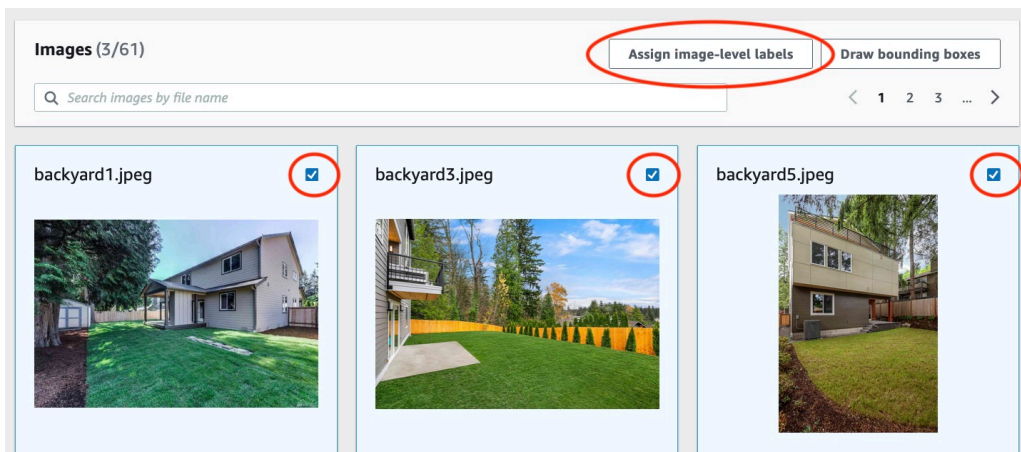 Images (3/61)
Assign image-level labels
Draw bounding boxes
Search images by file name
1 2 3 ...
backyard1.jpeg
backyard3.jpeg
backyard5.jpeg